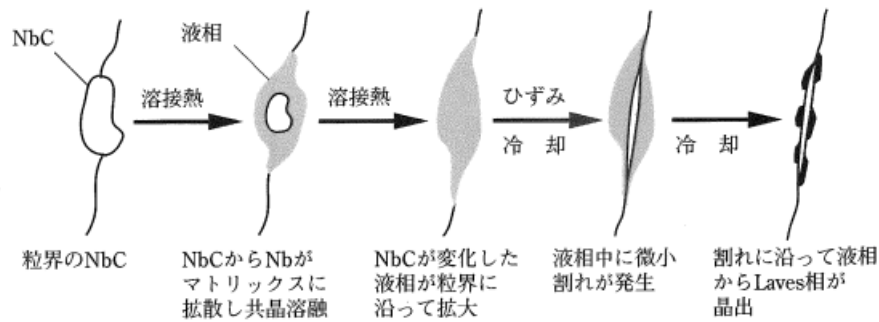 NbC
液相
溶接熱
溶接熱
ひずみ
冷 却
冷 却
粒界のNbC
NbCからNbが
マトリックスに
拡散し共晶溶融
NbCが変化した
液相が粒界に
沿って拡大
液相中に微小
割れが発生
割れに沿って液相
からLaves相が
晶出